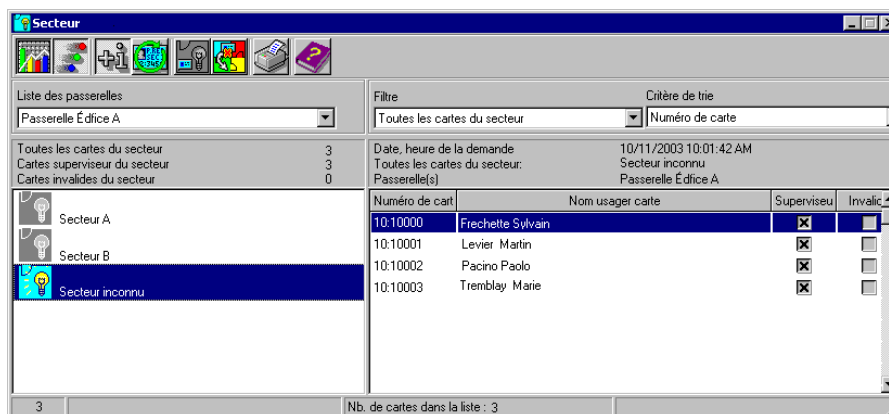 Secteur
Liste des passerelles
Passerelle Édfice A
Filtre
Critère de trie
Toutes les cartes du secteur
Numéro de carte
Toutes les cartes du secteur 3
Cartes superviseur du secteur 3
Cartes invalides du secteur 0
Date, heure de la demande 10/11/2003 10:01:42 AM
Toutes les cartes du secteur: Secteur inconnu
Passerelle(s) Passerelle Édfice A
Secteur A
Secteur B
Secteur inconnu
Numéro de cart Nom usager carte Superviseu Invalic
10:10000 Frechette Sylvain
10:10001 Levier Martin
10:10002 Pacino Paolo
10:10003 Tremblay Marie
3 Nb. de cartes dans la liste : 3